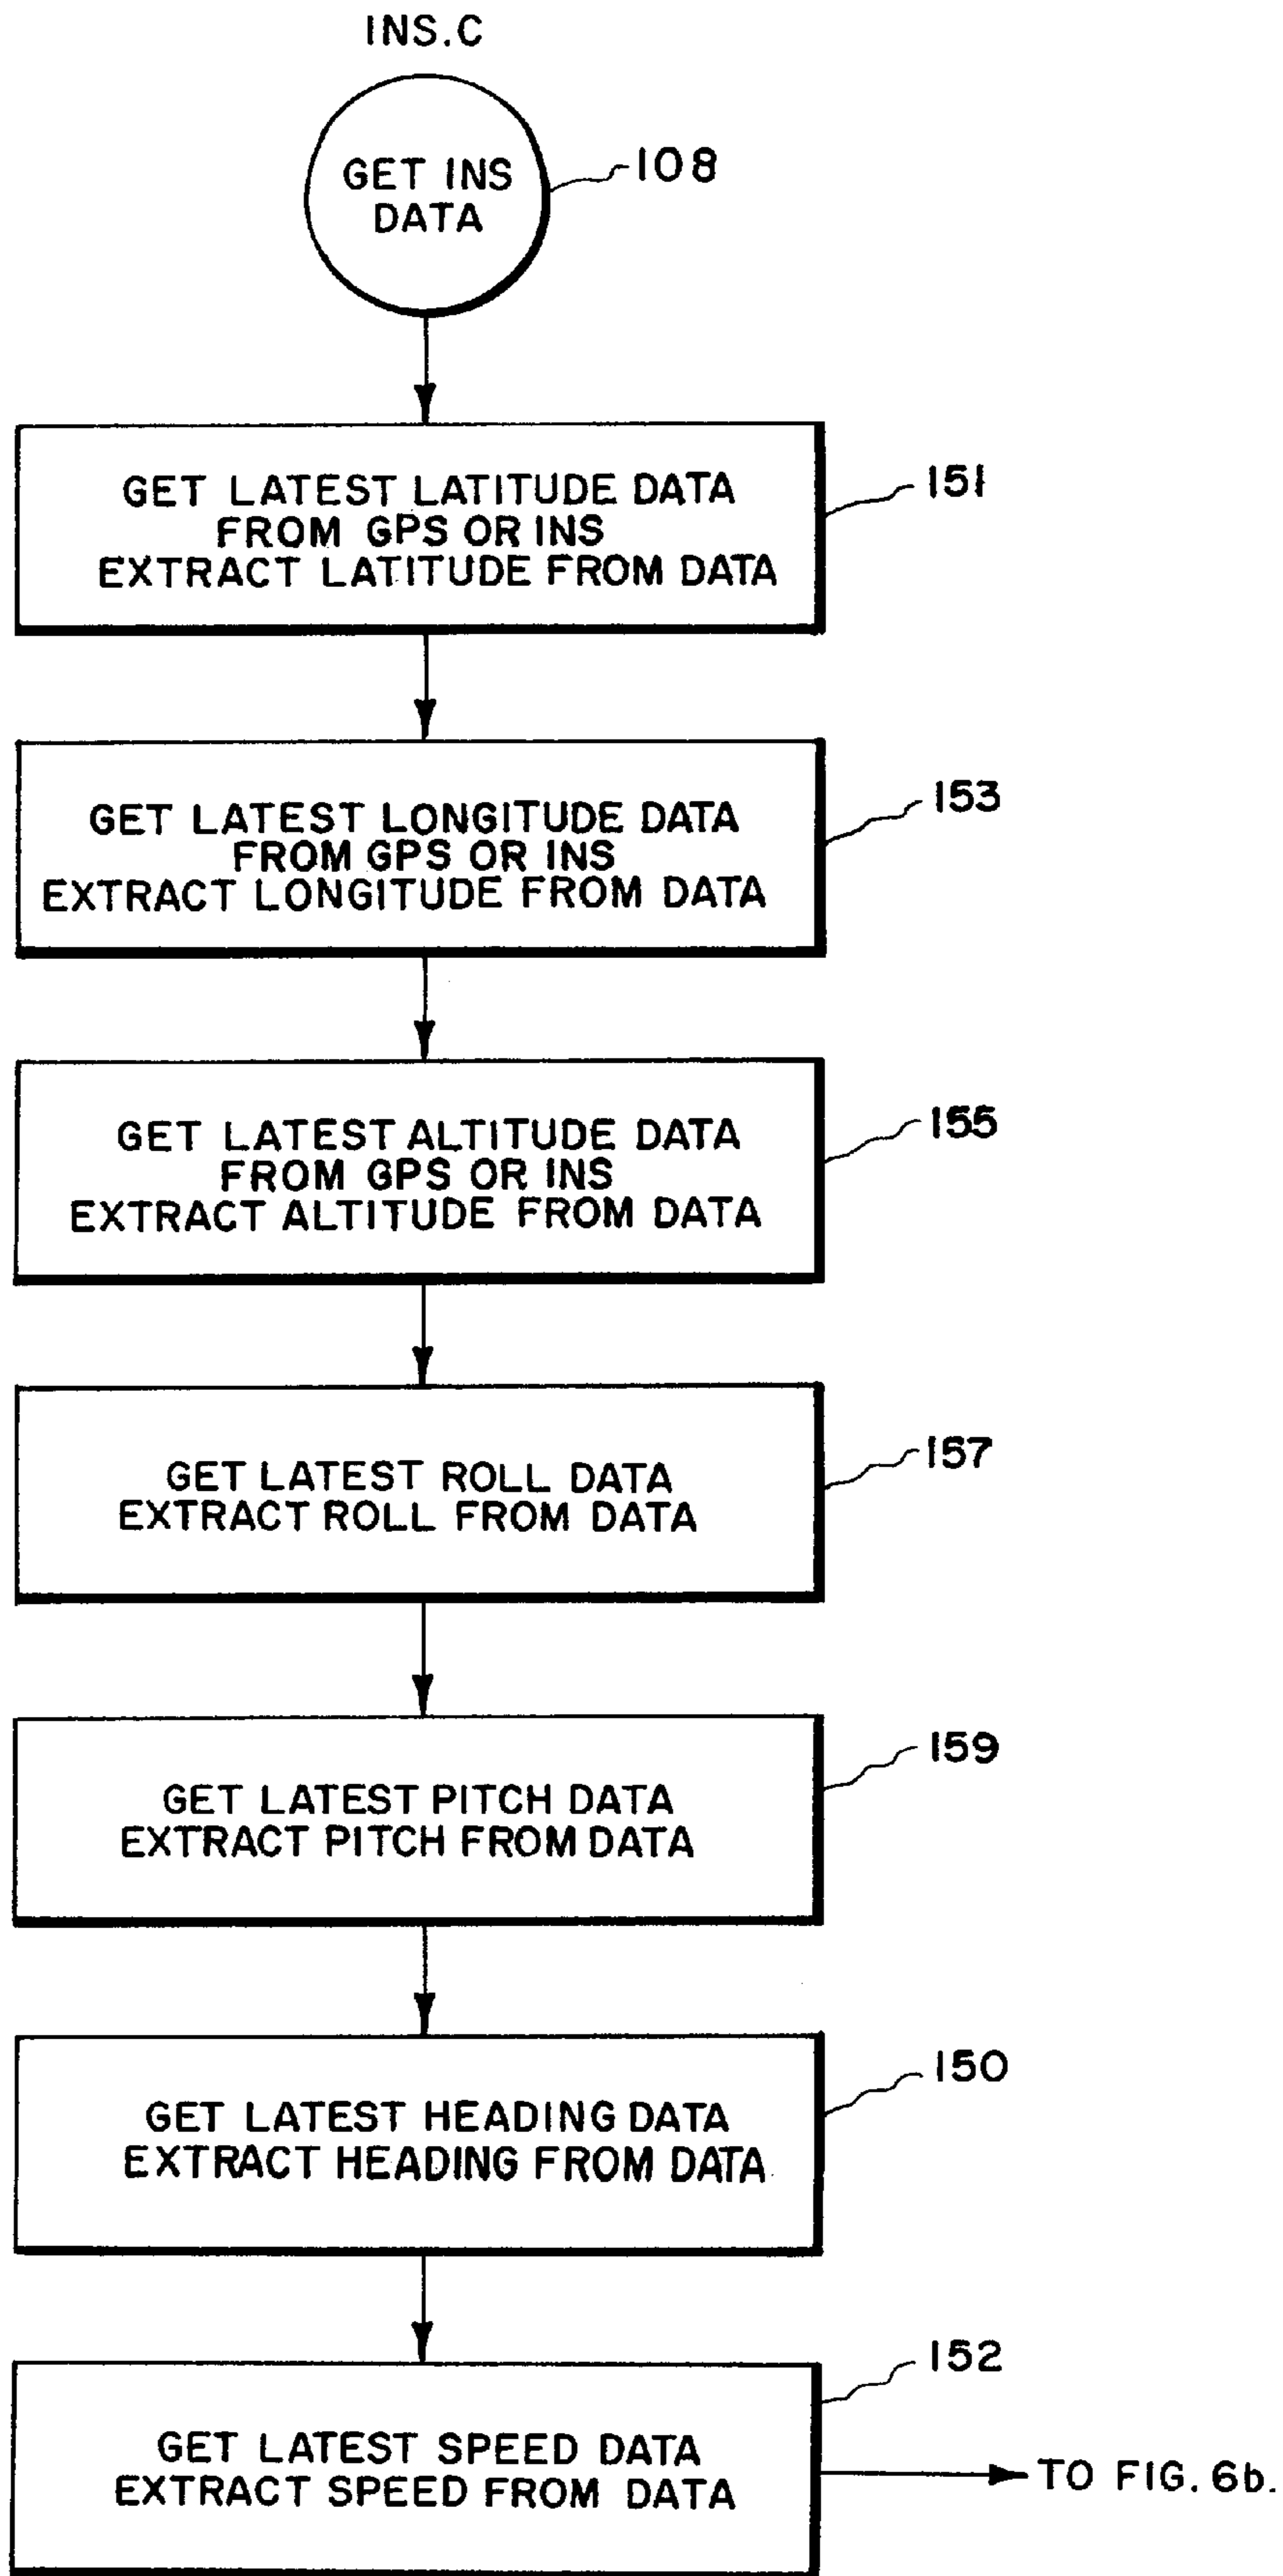 INS.C
GET INS
DATA
108
GET LATEST LATITUDE DATA
FROM GPS OR INS
EXTRACT LATITUDE FROM DATA
151
GET LATEST LONGITUDE DATA
FROM GPS OR INS
EXTRACT LONGITUDE FROM DATA
153
GET LATEST ALTITUDE DATA
FROM GPS OR INS
EXTRACT ALTITUDE FROM DATA
155
GET LATEST ROLL DATA
EXTRACT ROLL FROM DATA
157
GET LATEST PITCH DATA
EXTRACT PITCH FROM DATA
159
GET LATEST HEADING DATA
EXTRACT HEADING FROM DATA
150
GET LATEST SPEED DATA
EXTRACT SPEED FROM DATA
152
TO FIG. 6b.